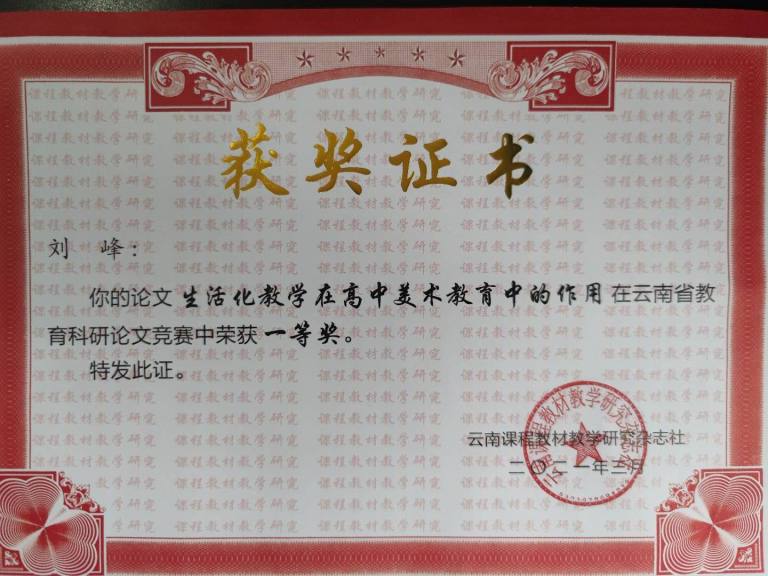 获奖证书
刘 峰：
你的论文 生活化教学在高中美术教育中的作用 在云南省教
育科研论文竞赛中荣获 一等奖。
特发此证。
云南课程教材教学研究杂志社
二〇二一年三月